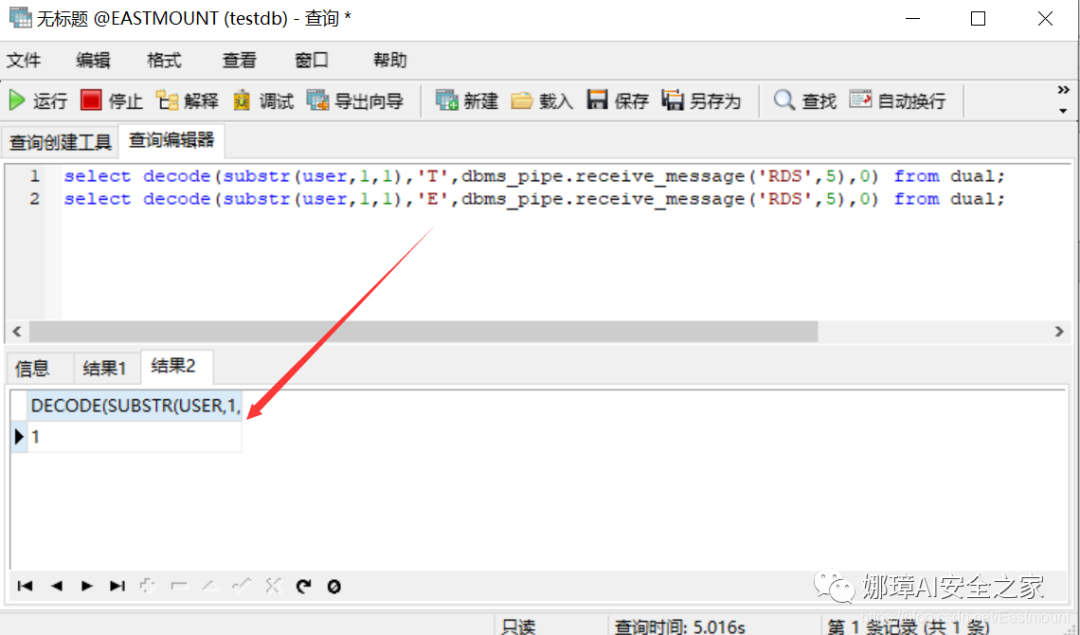 无标题 @EASTMOUNT (testdb) - 查询 *
文件 编辑 格式 查看 窗口 帮助
运行 停止 解释 调试 导出向导 新建 载入 保存 另存为 查找 自动换行
查询创建工具 查询编辑器
1 select decode(substr(user,1,1),'T',dbms_pipe.receive_message('RDS',5),0) from dual;
2 select decode(substr(user,1,1),'E',dbms_pipe.receive_message('RDS',5),0) from dual;
信息 结果1 结果2
DECODE(SUBSTR(USER,1,
1
娜璋AI安全之家
https://blog.csdn.net/Eastmount
只读 查询时间: 5.016s 第 1 条记录 (共 1 条)